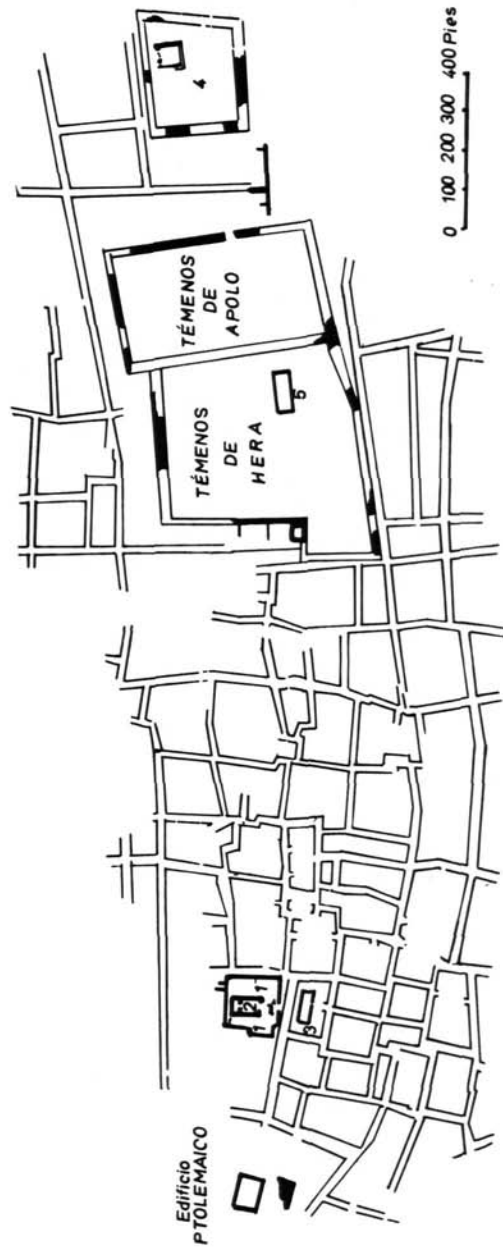 Edificio
PTOLEMAICO
1
2
1
3
TÉMENOS
DE
HERA
5
TÉMENOS
DE
APOLO
4
0 100 200 300 400 Pies